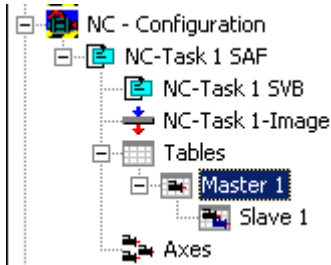 NC - Configuration
NC-Task 1 SAF
NC-Task 1 SVB
NC-Task 1-Image
Tables
Master 1
Slave 1
Axes